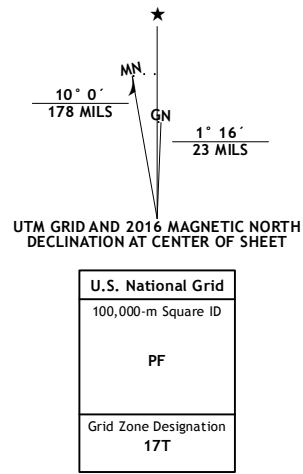 ★
MN
10° 0´
178 MILS
GN
1° 16´
23 MILS
UTM GRID AND 2016 MAGNETIC NORTH
DECLINATION AT CENTER OF SHEET
U.S. National Grid
100,000-m Square ID
PF
Grid Zone Designation
17T